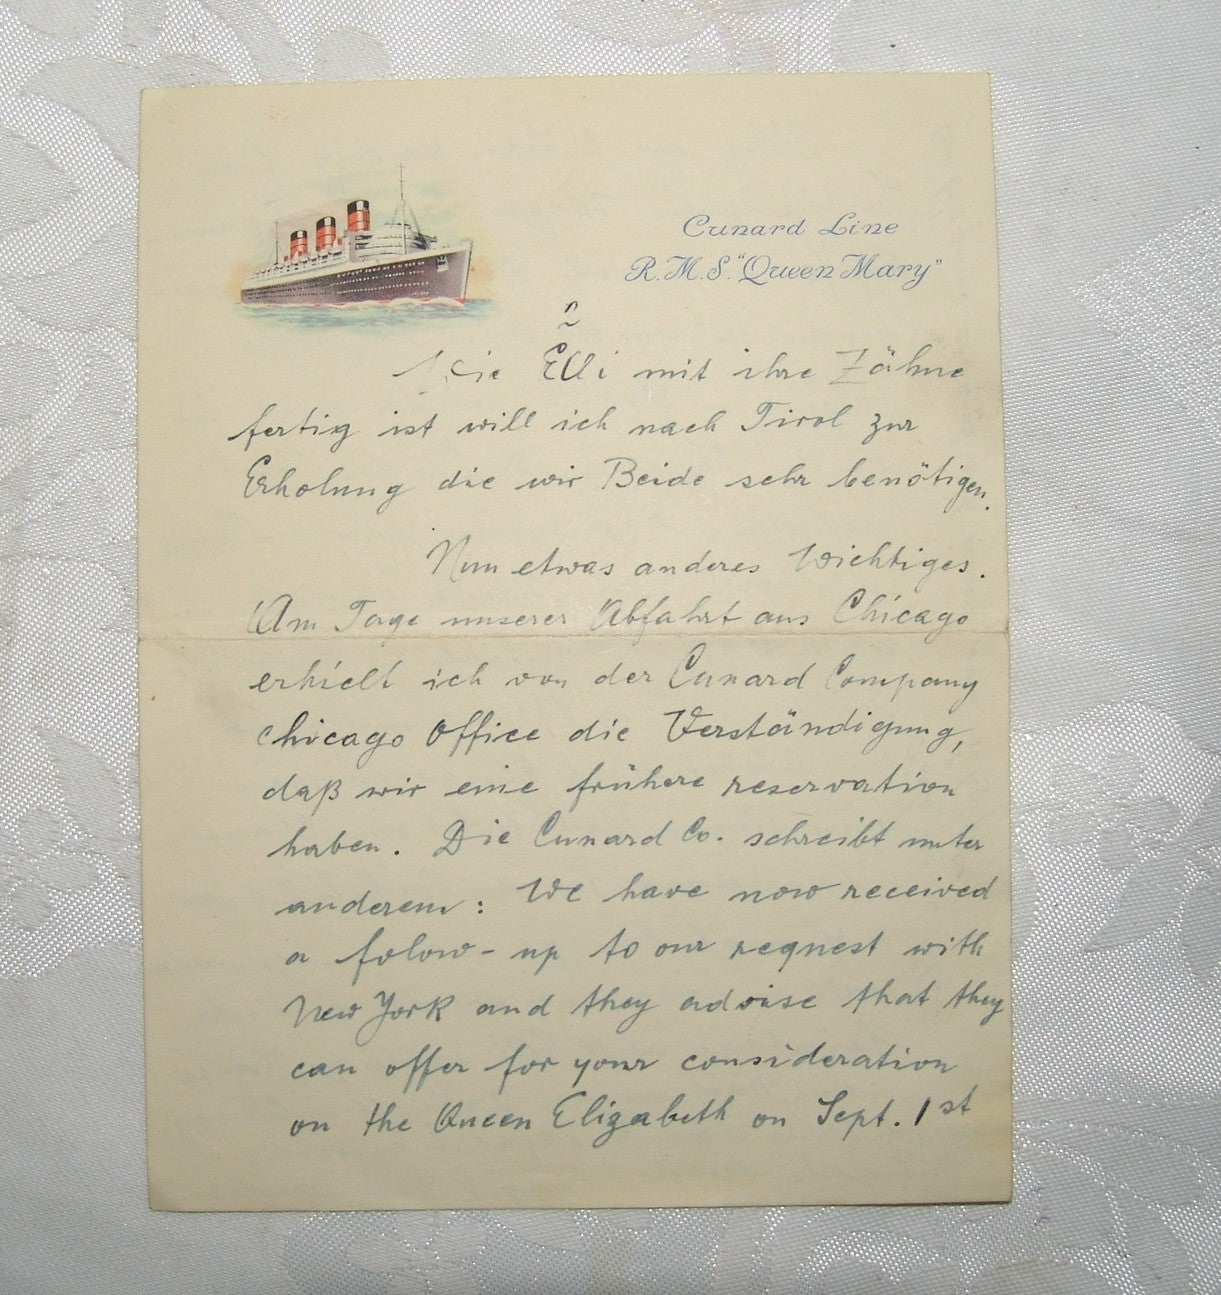 Cunard Line
R.M.S. "Queen Mary"
2
Elli mit ihre Zähne
fertig ist will ich nach Tirol zur
Erholung die wir Beide sehr benötigen.
Nun etwas anderes Wichtiges.
Am Tage unserer Abfahrt aus Chicago
erhielt ich von der Cunard Company
Chicago Office die Verständigung,
daß wir eine frühere reservation
haben. Die Cunard Co. schreibt unter
anderem: We have now received
a folow-up to our request with
New York and they advise that they
can offer for your consideration
on the Queen Elizabeth on Sept. 1st